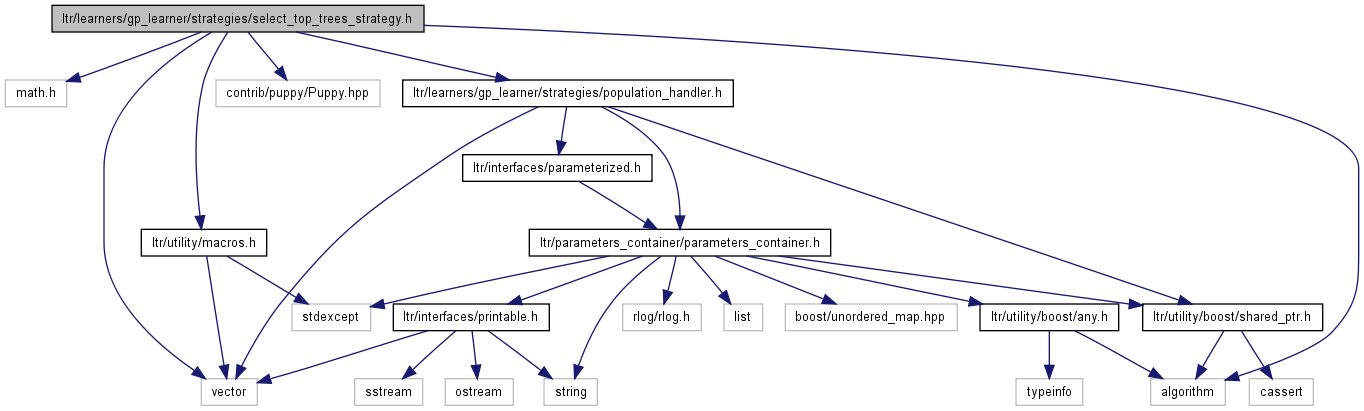 ltr/learners/gp_learner/strategies/select_top_trees_strategy.h
math.h
contrib/puppy/Puppy.hpp
ltr/learners/gp_learner/strategies/population_handler.h
ltr/interfaces/parameterized.h
ltr/utility/macros.h
ltr/parameters_container/parameters_container.h
stdexcept
ltr/interfaces/printable.h
rlog/rlog.h
list
boost/unordered_map.hpp
ltr/utility/boost/any.h
ltr/utility/boost/shared_ptr.h
vector
sstream
ostream
string
typeinfo
algorithm
cassert